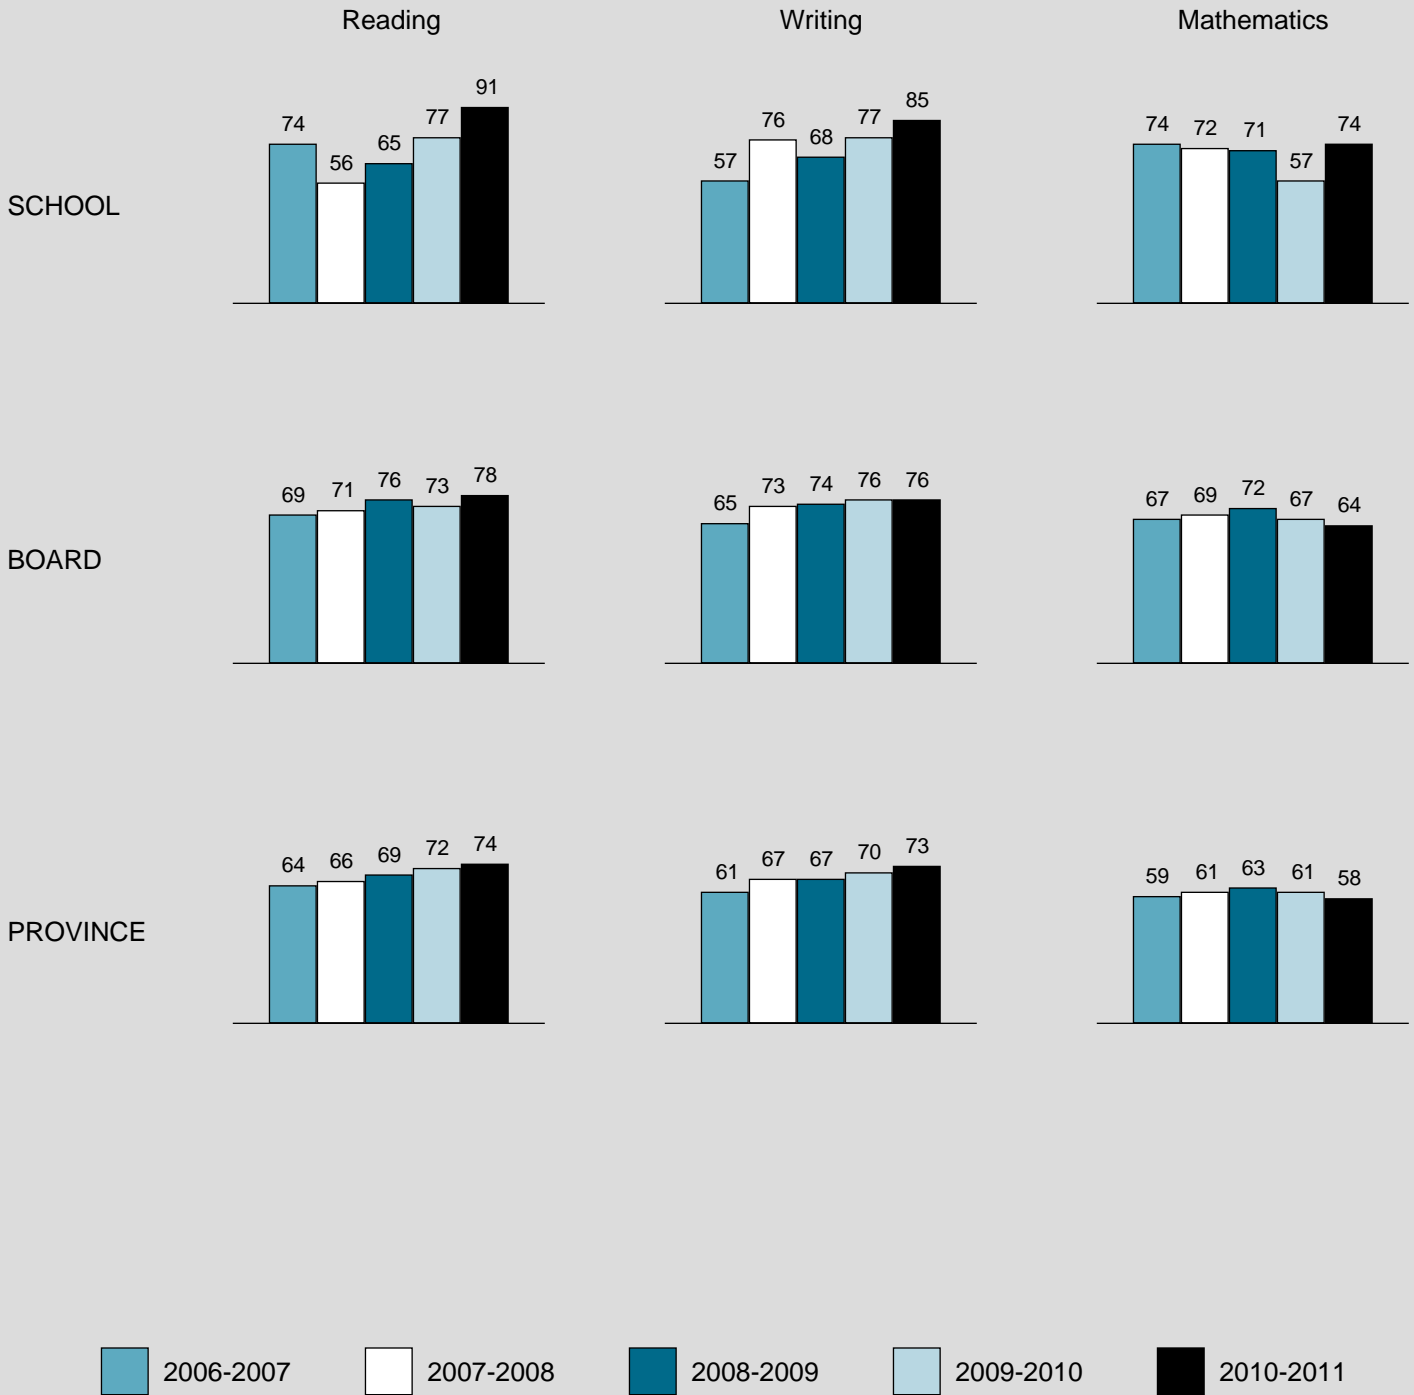 Reading Writing Mathematics
SCHOOL
74 56 65 77 91
57 76 68 77 85
74 72 71 57 74
BOARD
69 71 76 73 78
65 73 74 76 76
67 69 72 67 64
PROVINCE
64 66 69 72 74
61 67 67 70 73
59 61 63 61 58
2006-2007 2007-2008 2008-2009 2009-2010 2010-2011